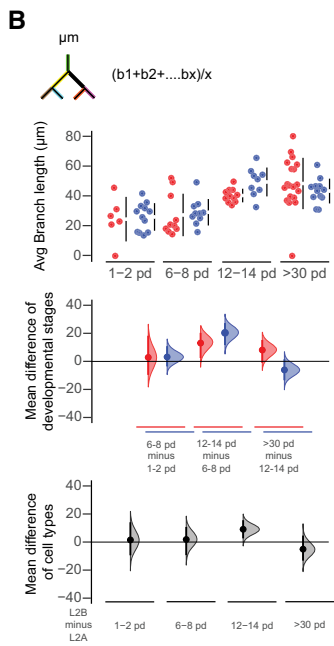 B
μm
(b1+b2+....bx)/x
Avg Branch length (μm)
80
60
40
20
0
1−2 pd
6−8 pd
12−14 pd
>30 pd
Mean difference of
developmental stages
40
20
0
−20
−40
6-8 pd
minus
1-2 pd
12-14 pd
minus
6-8 pd
>30 pd
minus
12-14 pd
Mean difference
of cell types
40
20
0
−20
−40
L2B
minus
L2A
1−2 pd
6−8 pd
12−14 pd
>30 pd